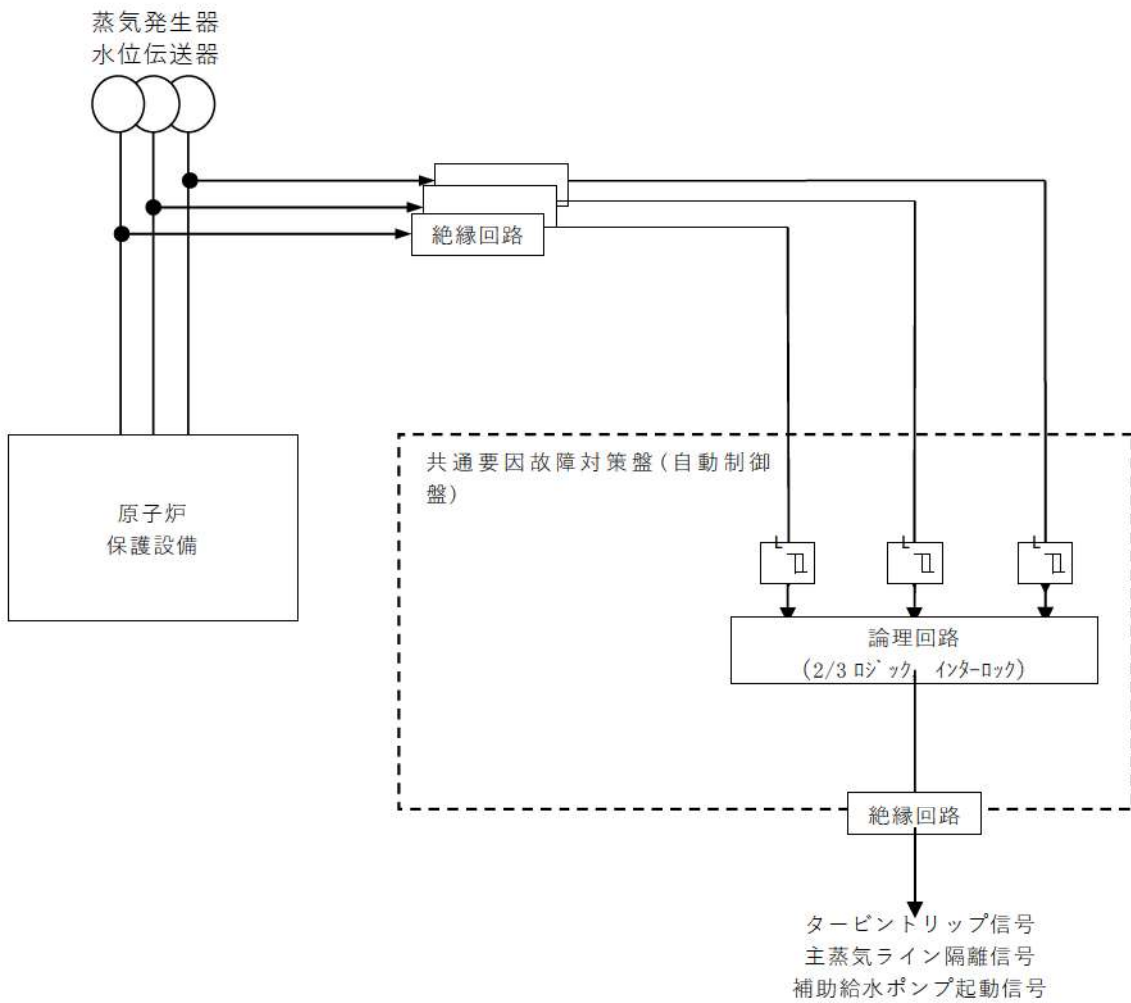 蒸気発生器
水位伝送器
絶縁回路
共通要因故障対策盤(自動制御
盤)
原子炉
保護設備
L
L
L
論理回路
(2/3 ﾛｼﾞｯｸ, ｲﾝﾀｰﾛｯｸ)
絶縁回路
タービントリップ信号
主蒸気ライン隔離信号
補助給水ポンプ起動信号